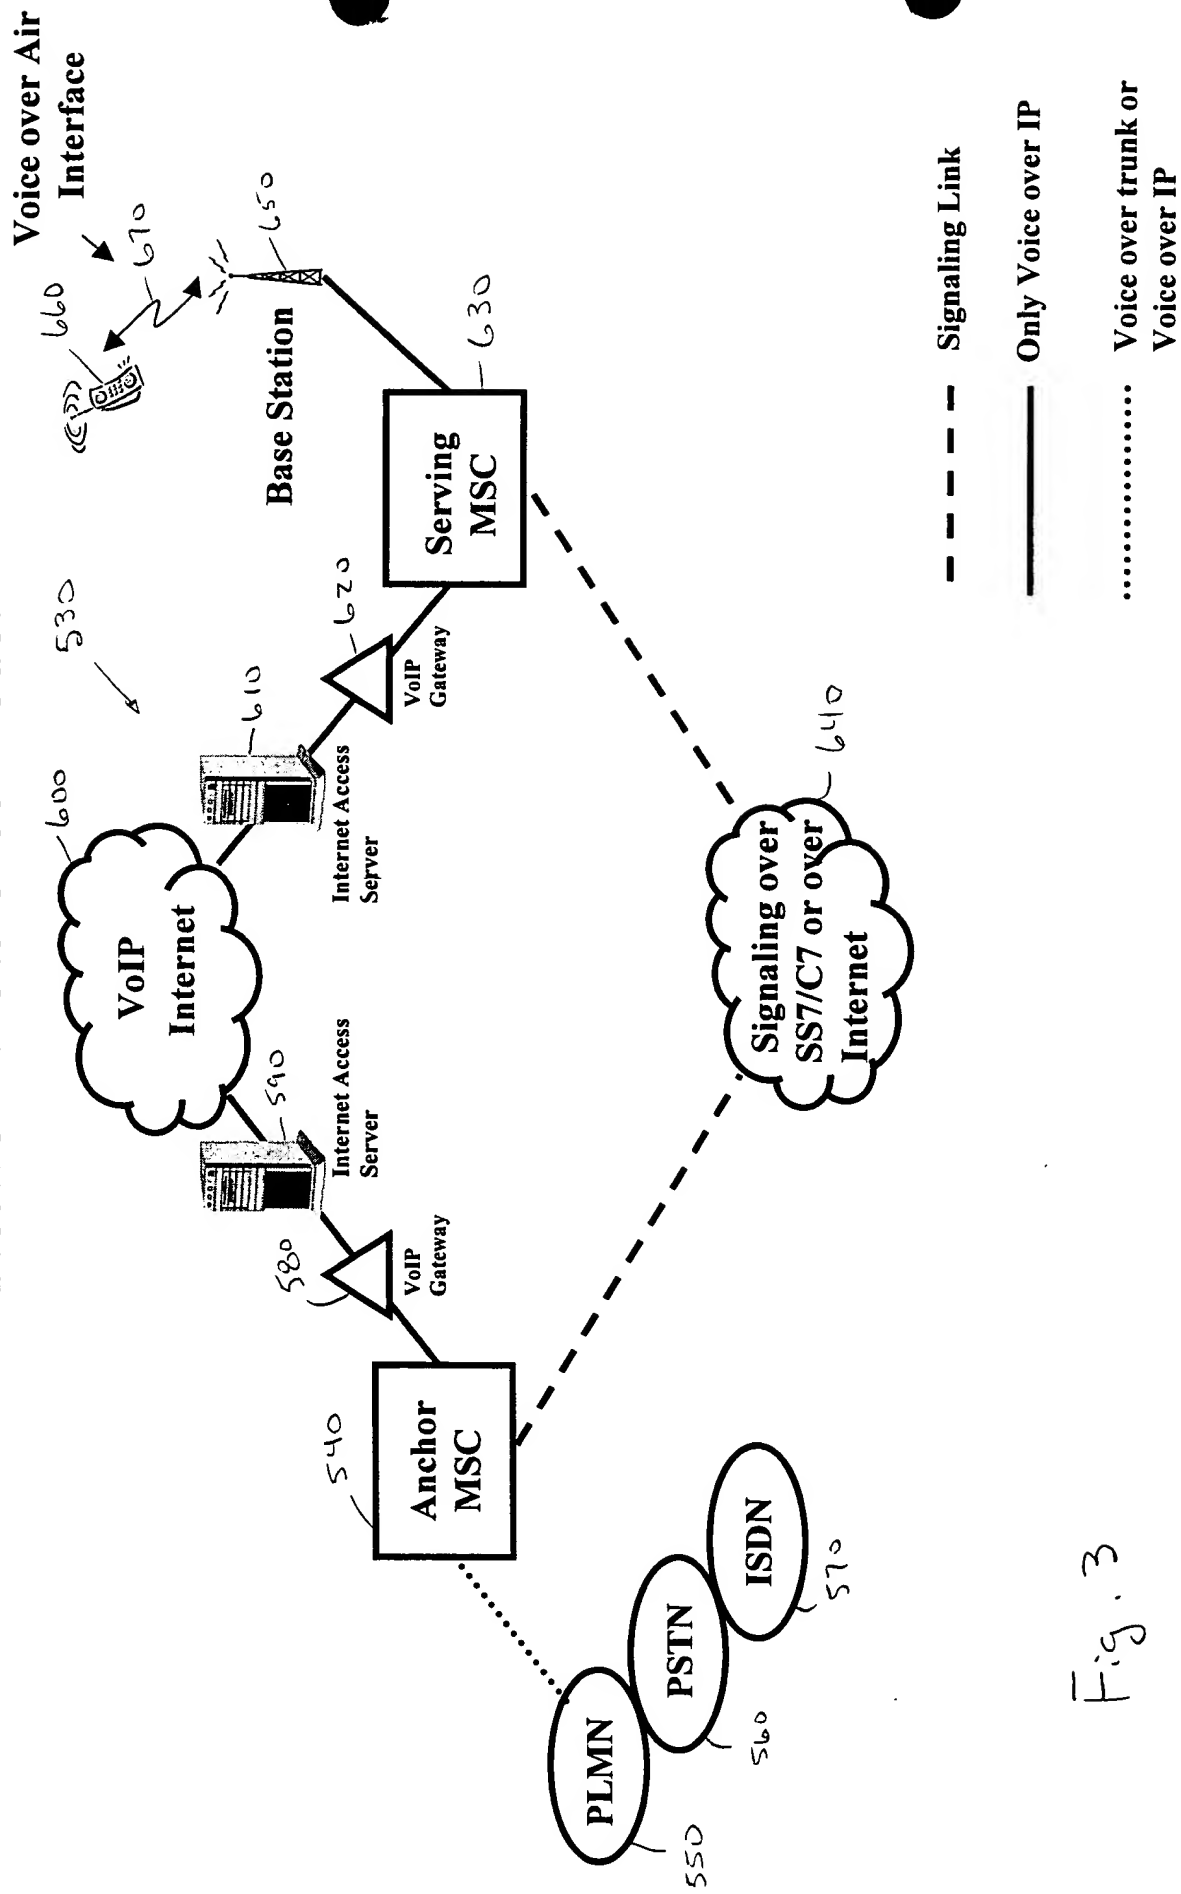 Voice over Air
Interface
660
670
650
Base Station
530
600
VoIP
Internet
610
Internet Access
Server
620
VoIP
Gateway
Serving
MSC
630
590
Internet Access
Server
580
VoIP
Gateway
540
Anchor
MSC
640
Signaling over
SS7/C7 or over
Internet
PLMN
550
PSTN
560
ISDN
570
Signaling Link
Only Voice over IP
Voice over trunk or
Voice over IP
Fig. 3